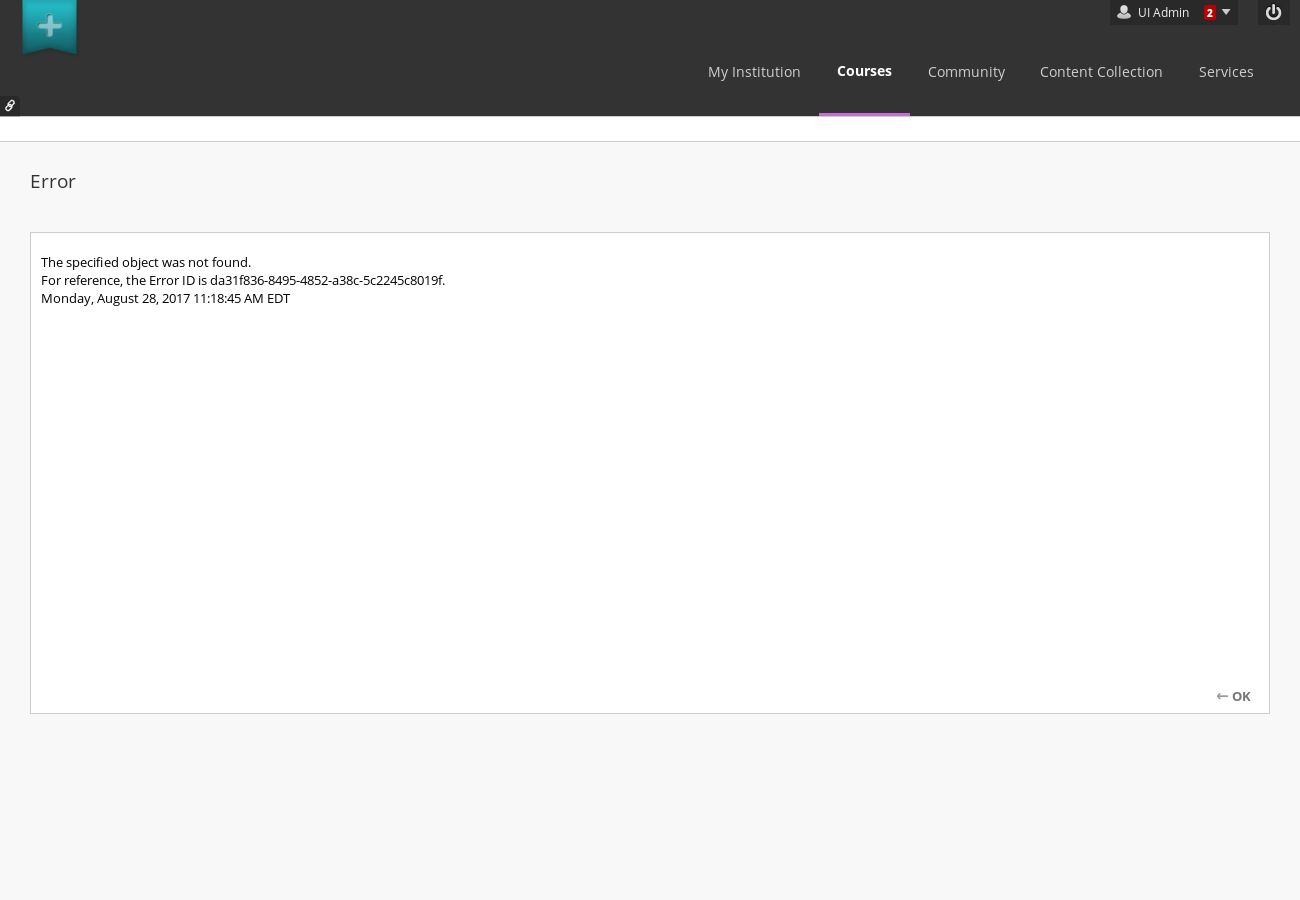 UI Admin 2
My Institution Courses Community Content Collection Services
Error
The specified object was not found.
For reference, the Error ID is da31f836-8495-4852-a38c-5c2245c8019f.
Monday, August 28, 2017 11:18:45 AM EDT
← OK